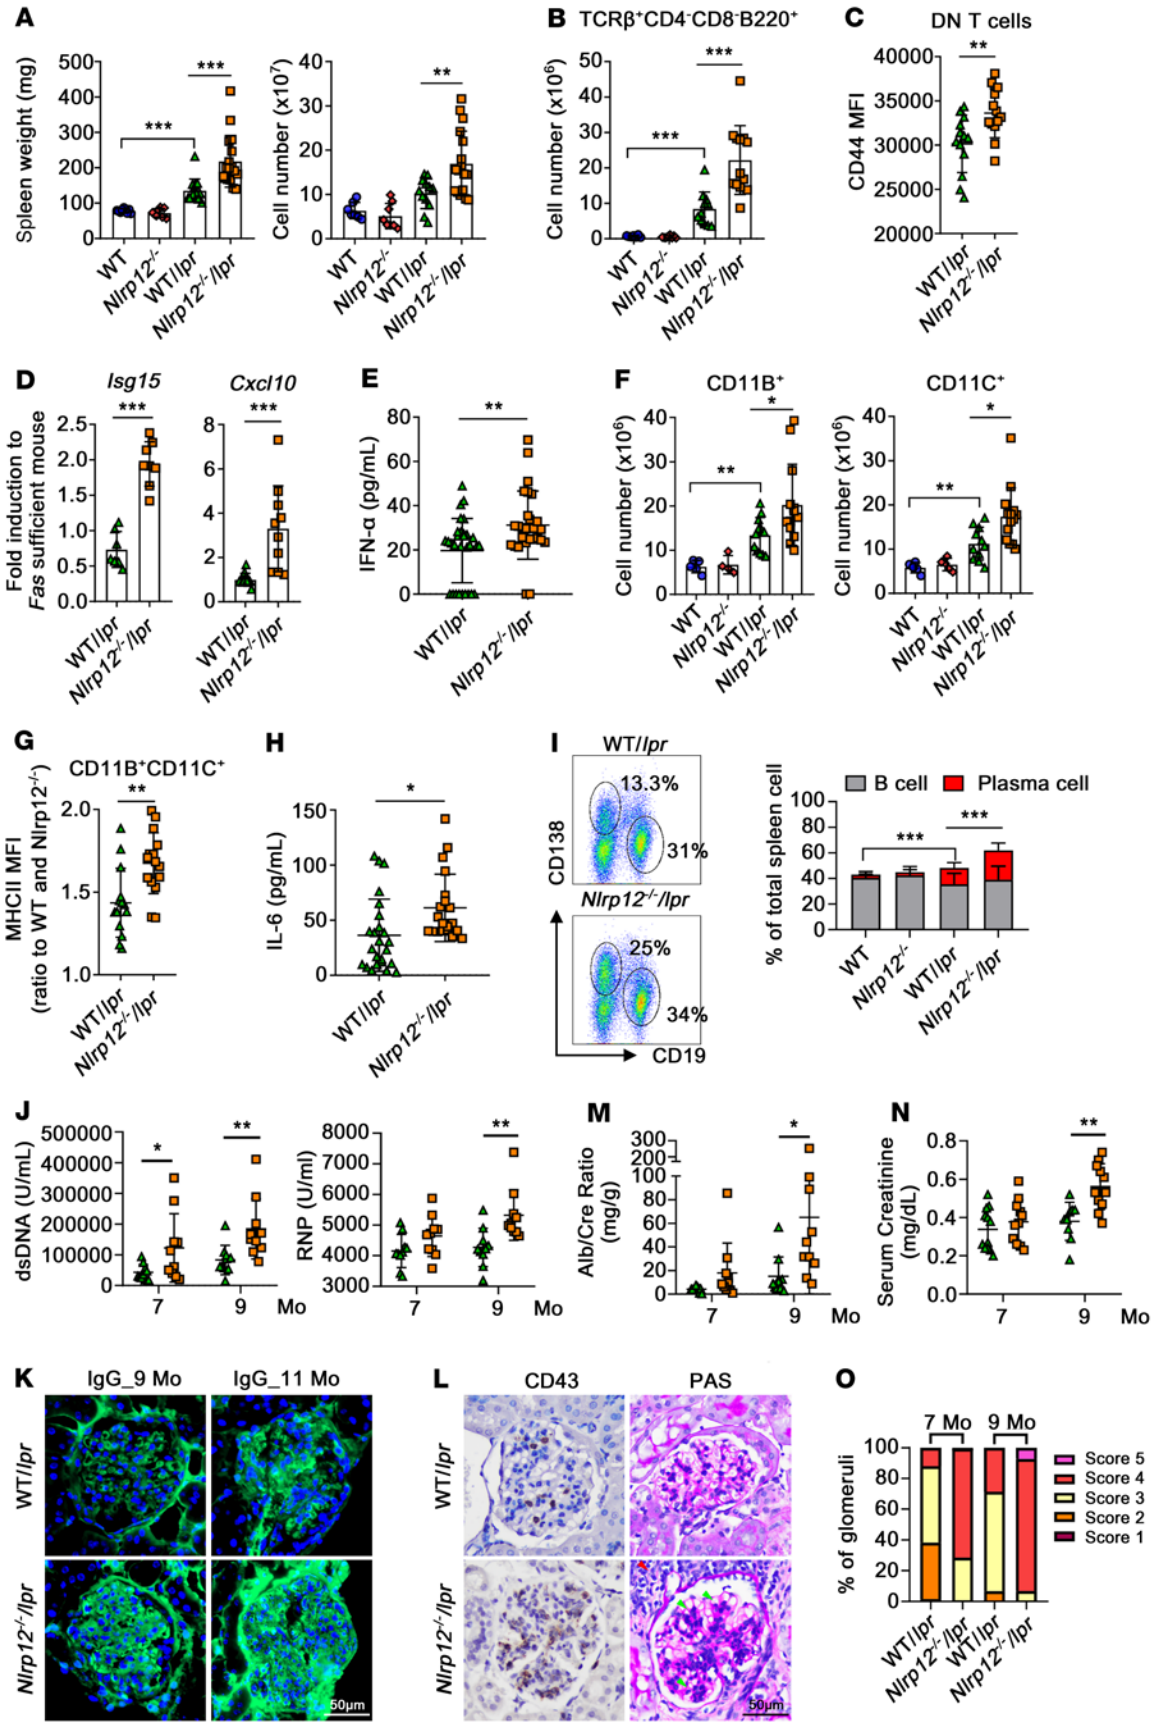 A
Spleen weight (mg)
500
400
300
200
100
0
***
***
WT
Nlrp12-/-
WT/lpr
Nlrp12-/-/lpr
Cell number (x10⁷)
40
30
20
10
0
**
WT
Nlrp12-/-
WT/lpr
Nlrp12-/-/lpr
B TCRβ⁺CD4⁻CD8⁻B220⁺
Cell number (x10⁶)
50
40
30
20
10
0
***
***
WT
Nlrp12-/-
WT/lpr
Nlrp12-/-/lpr
C DN T cells
CD44 MFI
40000
35000
30000
25000
20000
**
WT/lpr
Nlrp12-/-/lpr
D
Fold induction to
Fas sufficient mouse
Isg15
***
2.5
2.0
1.5
1.0
0.5
0.0
WT/lpr
Nlrp12-/-/lpr
Cxcl10
***
8
6
4
2
0
WT/lpr
Nlrp12-/-/lpr
E
IFN-α (pg/mL)
80
60
40
20
0
**
WT/lpr
Nlrp12-/-/lpr
F
CD11B⁺
Cell number (x10⁶)
40
30
20
10
0
**
*
WT
Nlrp12-/-
WT/lpr
Nlrp12-/-/lpr
CD11C⁺
Cell number (x10⁶)
40
30
20
10
0
**
*
WT
Nlrp12-/-
WT/lpr
Nlrp12-/-/lpr
G
CD11B⁺CD11C⁺
MHCII MFI
(ratio to WT and Nlrp12-/-)
2.0
1.5
1.0
**
WT/lpr
Nlrp12-/-/lpr
H
IL-6 (pg/mL)
150
100
50
0
*
WT/lpr
Nlrp12-/-/lpr
I
WT/lpr
13.3%
31%
CD138
Nlrp12-/-/lpr
25%
34%
CD19
B cell Plasma cell
% of total spleen cell
100
80
60
40
20
0
***
***
WT
Nlrp12-/-
WT/lpr
Nlrp12-/-/lpr
J
dsDNA (U/mL)
500000
400000
300000
200000
100000
0
*
**
7 9 Mo
RNP (U/ml)
8000
7000
6000
5000
4000
3000
**
7 9 Mo
M
Alb/Cre Ratio
(mg/g)
300
200
100
80
60
40
20
0
*
7 9 Mo
N
Serum Creatinine
(mg/dL)
0.8
0.6
0.4
0.2
0.0
**
7 9 Mo
K
IgG_9 Mo IgG_11 Mo
WT/lpr
Nlrp12-/-/lpr
50μm
L
CD43 PAS
WT/lpr
Nlrp12-/-/lpr
50μm
O
7 Mo 9 Mo
% of glomeruli
100
80
60
40
20
0
Score 5
Score 4
Score 3
Score 2
Score 1
WT/lpr
Nlrp12-/-/lpr
WT/lpr
Nlrp12-/-/lpr